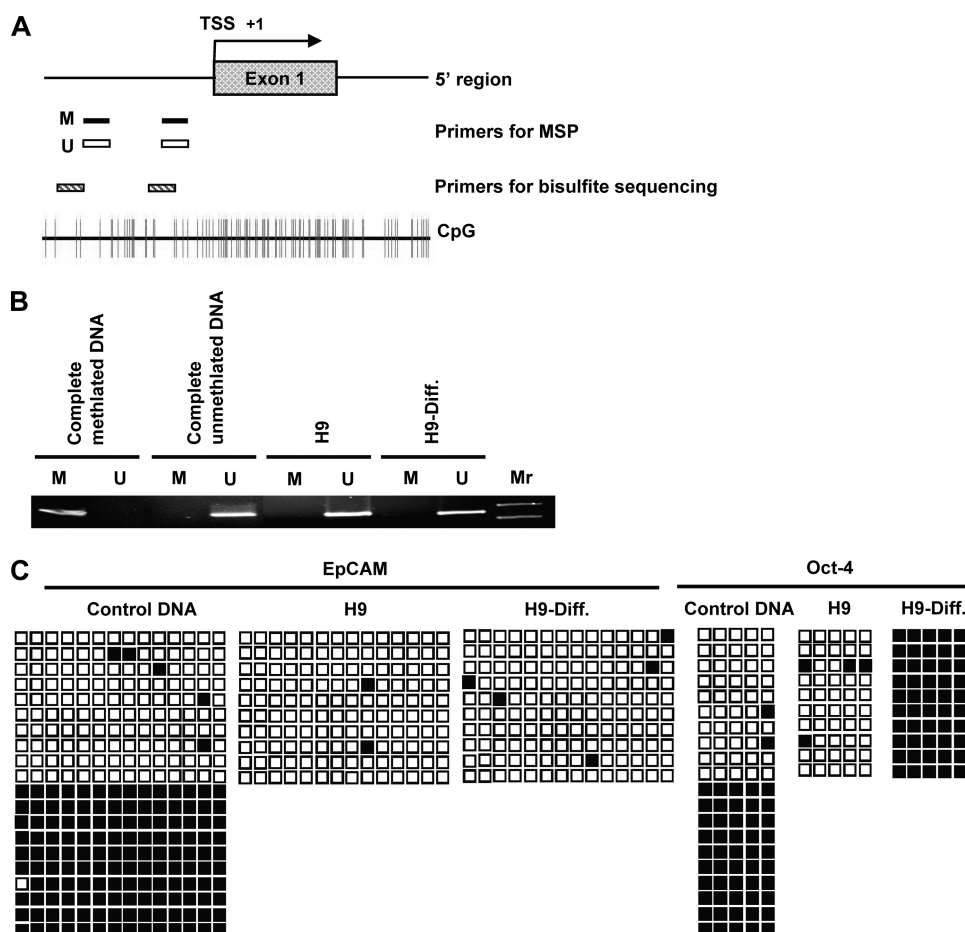 A
TSS +1
Exon 1
5’ region
M
U
Primers for MSP
Primers for bisulfite sequencing
CpG
B
Complete methlated DNA
Complete unmethlated DNA
H9
H9-Diff.
M U M U M U M U Mr
C
EpCAM
Oct-4
Control DNA H9 H9-Diff. Control DNA H9 H9-Diff.